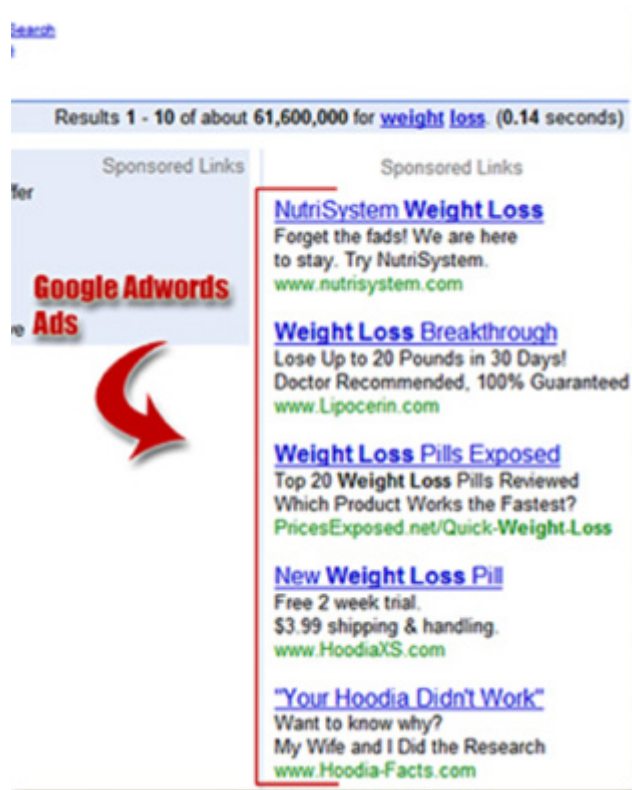 Search
Results 1 - 10 of about 61,600,000 for weight loss. (0.14 seconds)
Sponsored Links
ffer
Google Adwords
ve Ads
Sponsored Links
NutriSystem Weight Loss
Forget the fads! We are here
to stay. Try NutriSystem.
www.nutrisystem.com
Weight Loss Breakthrough
Lose Up to 20 Pounds in 30 Days!
Doctor Recommended, 100% Guaranteed
www.Lipocerin.com
Weight Loss Pills Exposed
Top 20 Weight Loss Pills Reviewed
Which Product Works the Fastest?
PricesExposed.net/Quick-Weight-Loss
New Weight Loss Pill
Free 2 week trial.
$3.99 shipping & handling.
www.HoodiaXS.com
"Your Hoodia Didn't Work"
Want to know why?
My Wife and I Did the Research
www.Hoodia-Facts.com